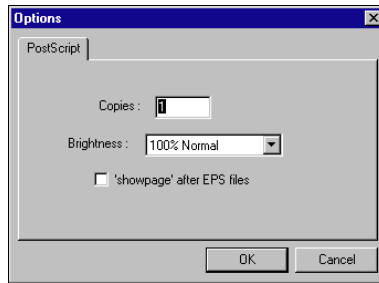 Options
PostScript
Copies : 1
Brightness : 100% Normal
'showpage' after EPS files
OK Cancel